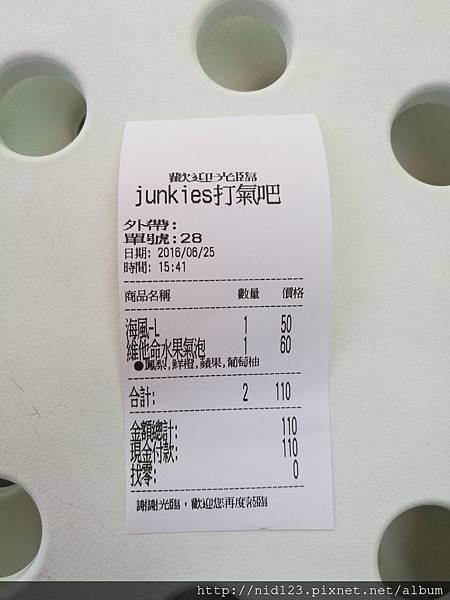 歡迎光臨
junkies打氣吧
外帶:
單號:28
日期: 2016/06/25
時間: 15:41
商品名稱 數量 價格
海風-L 1 50
維他命水果氣泡 1 60
●鳳梨,鮮橙,蘋果,葡萄柚
合計: 2 110
金額總計: 110
現金付款: 110
找零: 0
謝謝光臨，歡迎您再度蒞臨
http://nid123.pixnet.net/album